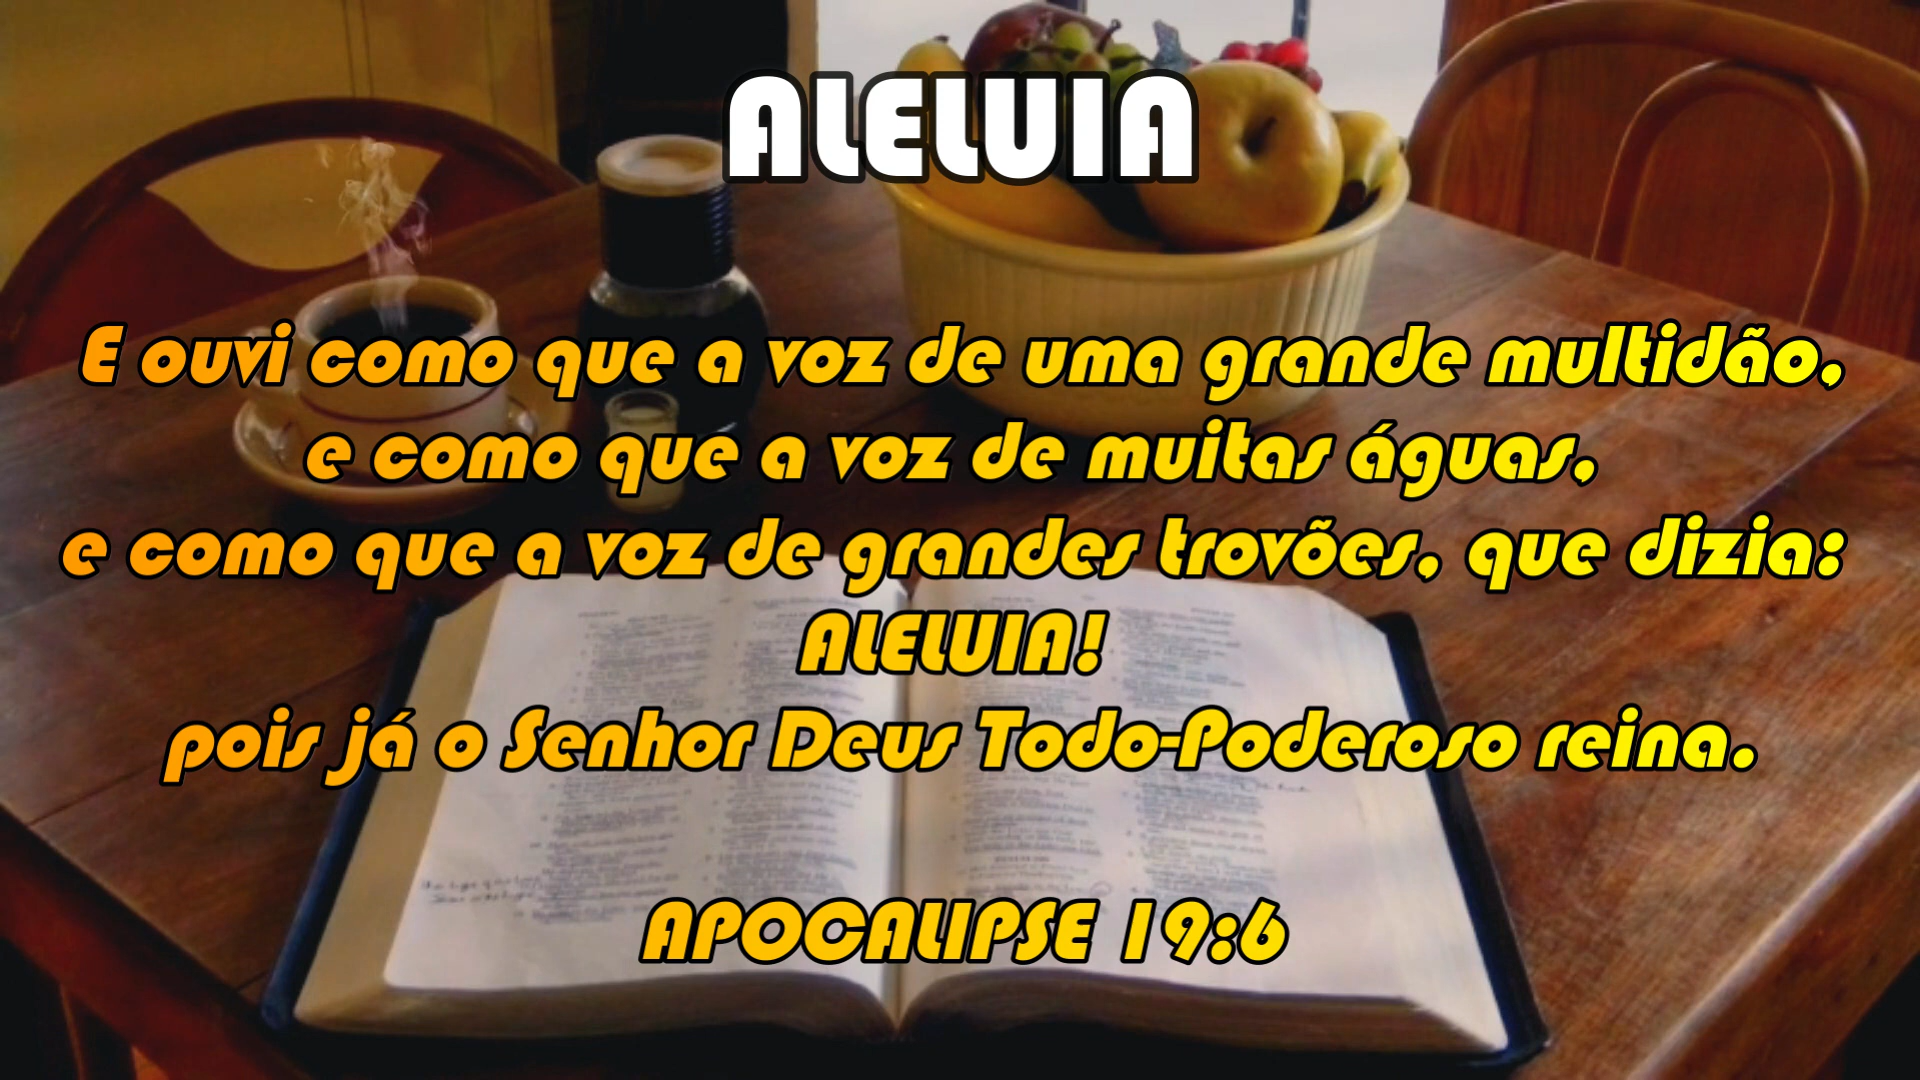 ALELUIA
E ouvi como que a voz de uma grande multidão,
e como que a voz de muitas águas,
e como que a voz de grandes trovões, que dizia:
ALELUIA!
pois já o Senhor Deus Todo-Poderoso reina.
APOCALIPSE 19:6